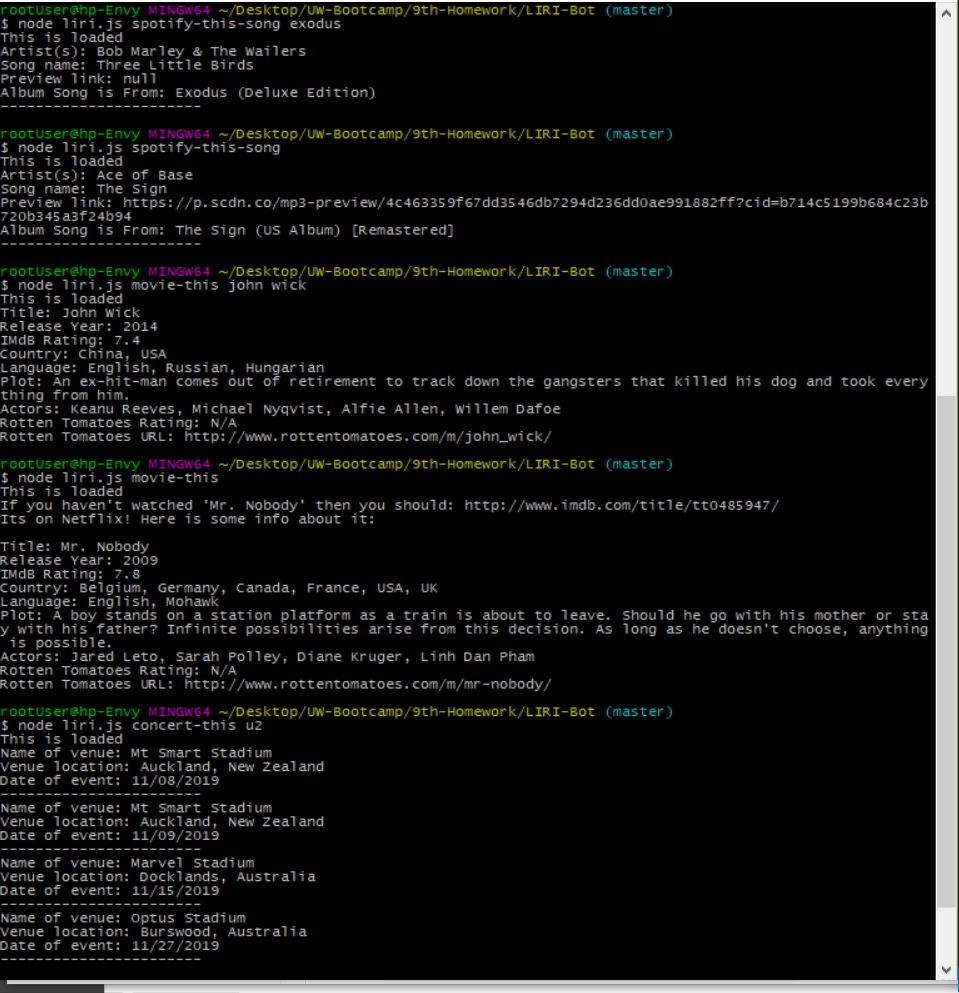 rootUser@hp-Envy MINGW64 ~/Desktop/UW-Bootcamp/9th-Homework/LIRI-Bot (master)
$ node liri.js spotify-this-song exodus
This is loaded
Artist(s): Bob Marley & The Wailers
Song name: Three Little Birds
Preview link: null
Album Song is From: Exodus (Deluxe Edition)
-----------------------
rootUser@hp-Envy MINGW64 ~/Desktop/UW-Bootcamp/9th-Homework/LIRI-Bot (master)
$ node liri.js spotify-this-song
This is loaded
Artist(s): Ace of Base
Song name: The Sign
Preview link: https://p.scdn.co/mp3-preview/4c463359f67dd3546db7294d236dd0ae991882ff?cid=b714c5199b684c23b
720b345a3f24b94
Album Song is From: The Sign (US Album) [Remastered]
-----------------------
rootUser@hp-Envy MINGW64 ~/Desktop/UW-Bootcamp/9th-Homework/LIRI-Bot (master)
$ node liri.js movie-this john wick
This is loaded
Title: John Wick
Release Year: 2014
IMdB Rating: 7.4
Country: China, USA
Language: English, Russian, Hungarian
Plot: An ex-hit-man comes out of retirement to track down the gangsters that killed his dog and took every
thing from him.
Actors: Keanu Reeves, Michael Nyqvist, Alfie Allen, Willem Dafoe
Rotten Tomatoes Rating: N/A
Rotten Tomatoes URL: http://www.rottentomatoes.com/m/john_wick/
rootUser@hp-Envy MINGW64 ~/Desktop/UW-Bootcamp/9th-Homework/LIRI-Bot (master)
$ node liri.js movie-this
This is loaded
If you haven't watched 'Mr. Nobody' then you should: http://www.imdb.com/title/tt0485947/
Its on Netflix! Here is some info about it:
Title: Mr. Nobody
Release Year: 2009
IMdB Rating: 7.8
Country: Belgium, Germany, Canada, France, USA, UK
Language: English, Mohawk
Plot: A boy stands on a station platform as a train is about to leave. Should he go with his mother or sta
y with his father? Infinite possibilities arise from this decision. As long as he doesn't choose, anything
 is possible.
Actors: Jared Leto, Sarah Polley, Diane Kruger, Linh Dan Pham
Rotten Tomatoes Rating: N/A
Rotten Tomatoes URL: http://www.rottentomatoes.com/m/mr-nobody/
rootUser@hp-Envy MINGW64 ~/Desktop/UW-Bootcamp/9th-Homework/LIRI-Bot (master)
$ node liri.js concert-this u2
This is loaded
Name of venue: Mt Smart Stadium
Venue location: Auckland, New Zealand
Date of event: 11/08/2019
-----------------------
Name of venue: Mt Smart Stadium
Venue location: Auckland, New Zealand
Date of event: 11/09/2019
-----------------------
Name of venue: Marvel Stadium
Venue location: Docklands, Australia
Date of event: 11/15/2019
-----------------------
Name of venue: Optus Stadium
Venue location: Burswood, Australia
Date of event: 11/27/2019
-----------------------